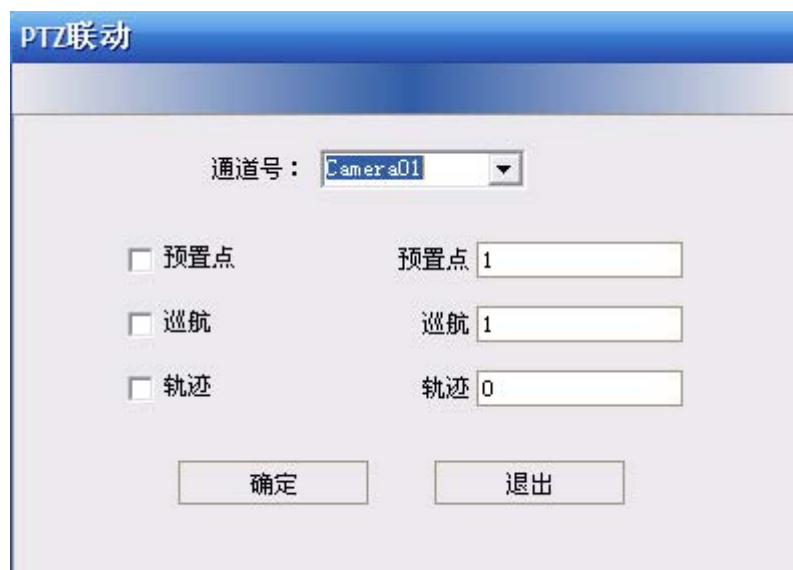 PTZ联动
通道号： Camera01
预置点 预置点 1
巡航 巡航 1
轨迹 轨迹 0
确定 退出